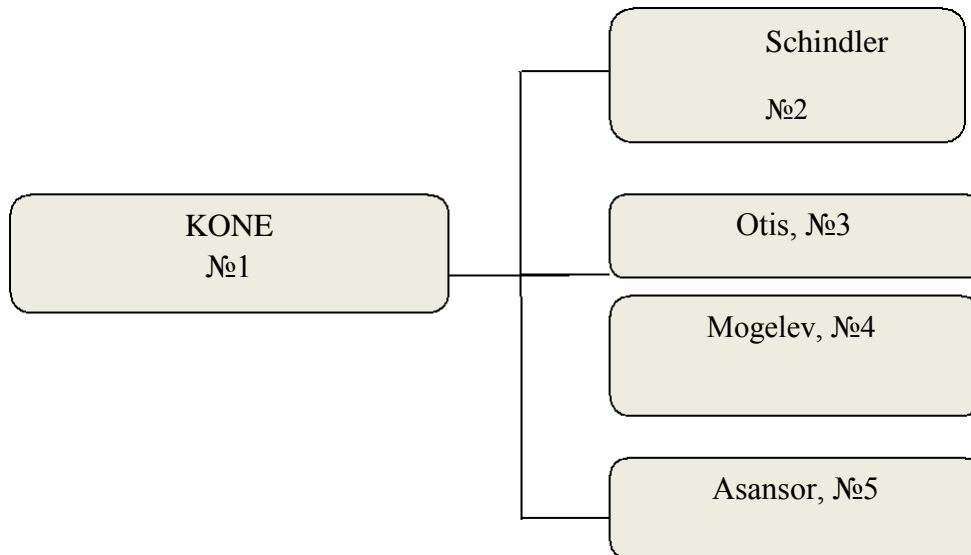 KONE
№1
Schindler
№2
Otis, №3
Mogelev, №4
Asansor, №5